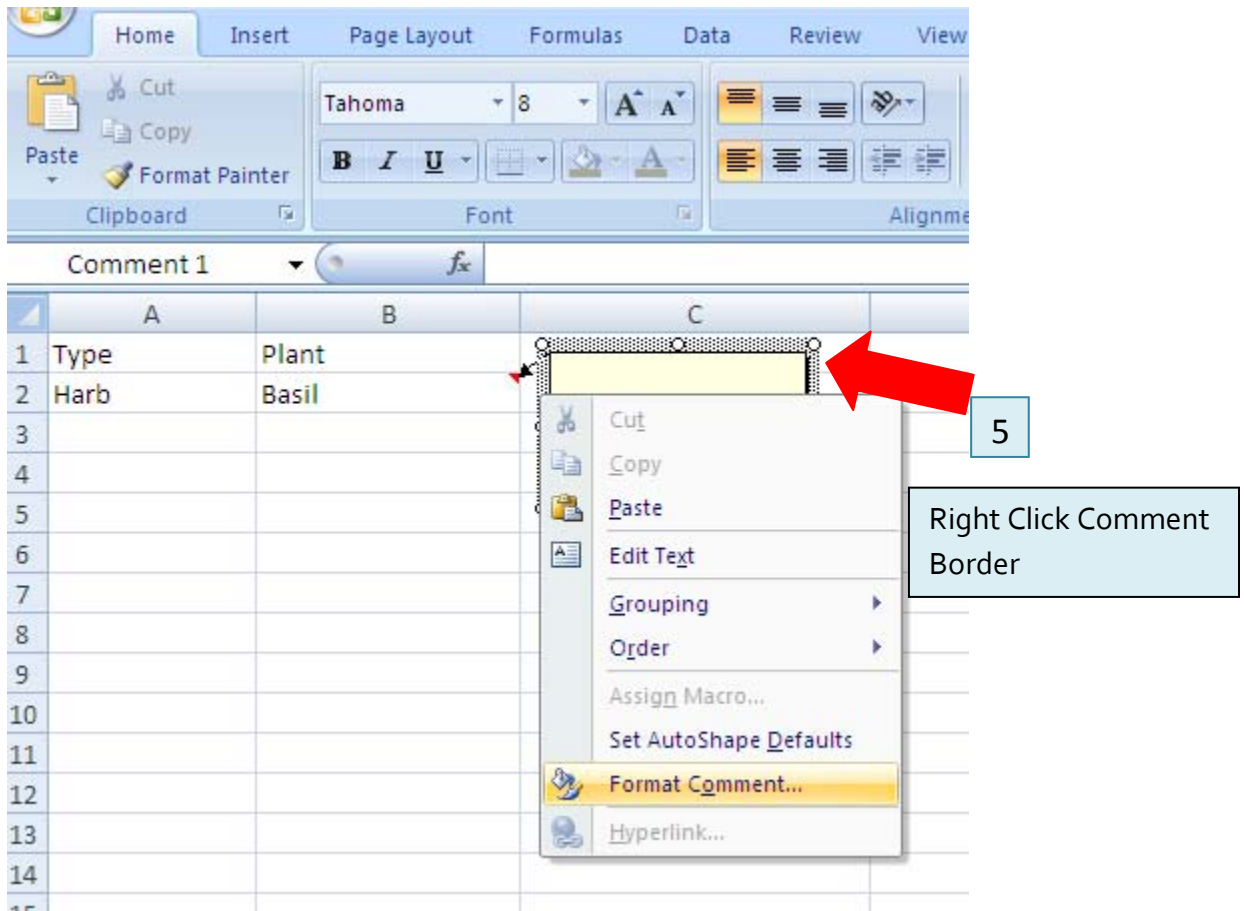 Home Insert Page Layout Formulas Data Review View
Cut
Copy
Paste
Format Painter
Clipboard
Tahoma 8 A A
B I U A
Font
Alignme
Comment 1 fx
A B C
1 Type Plant
2 Harb Basil
3
4
5
6
7
8
9
10
11
12
13
14
Cut
Copy
Paste
Edit Text
Grouping
Order
Assign Macro...
Set AutoShape Defaults
Format Comment...
Hyperlink...
5
Right Click Comment
Border